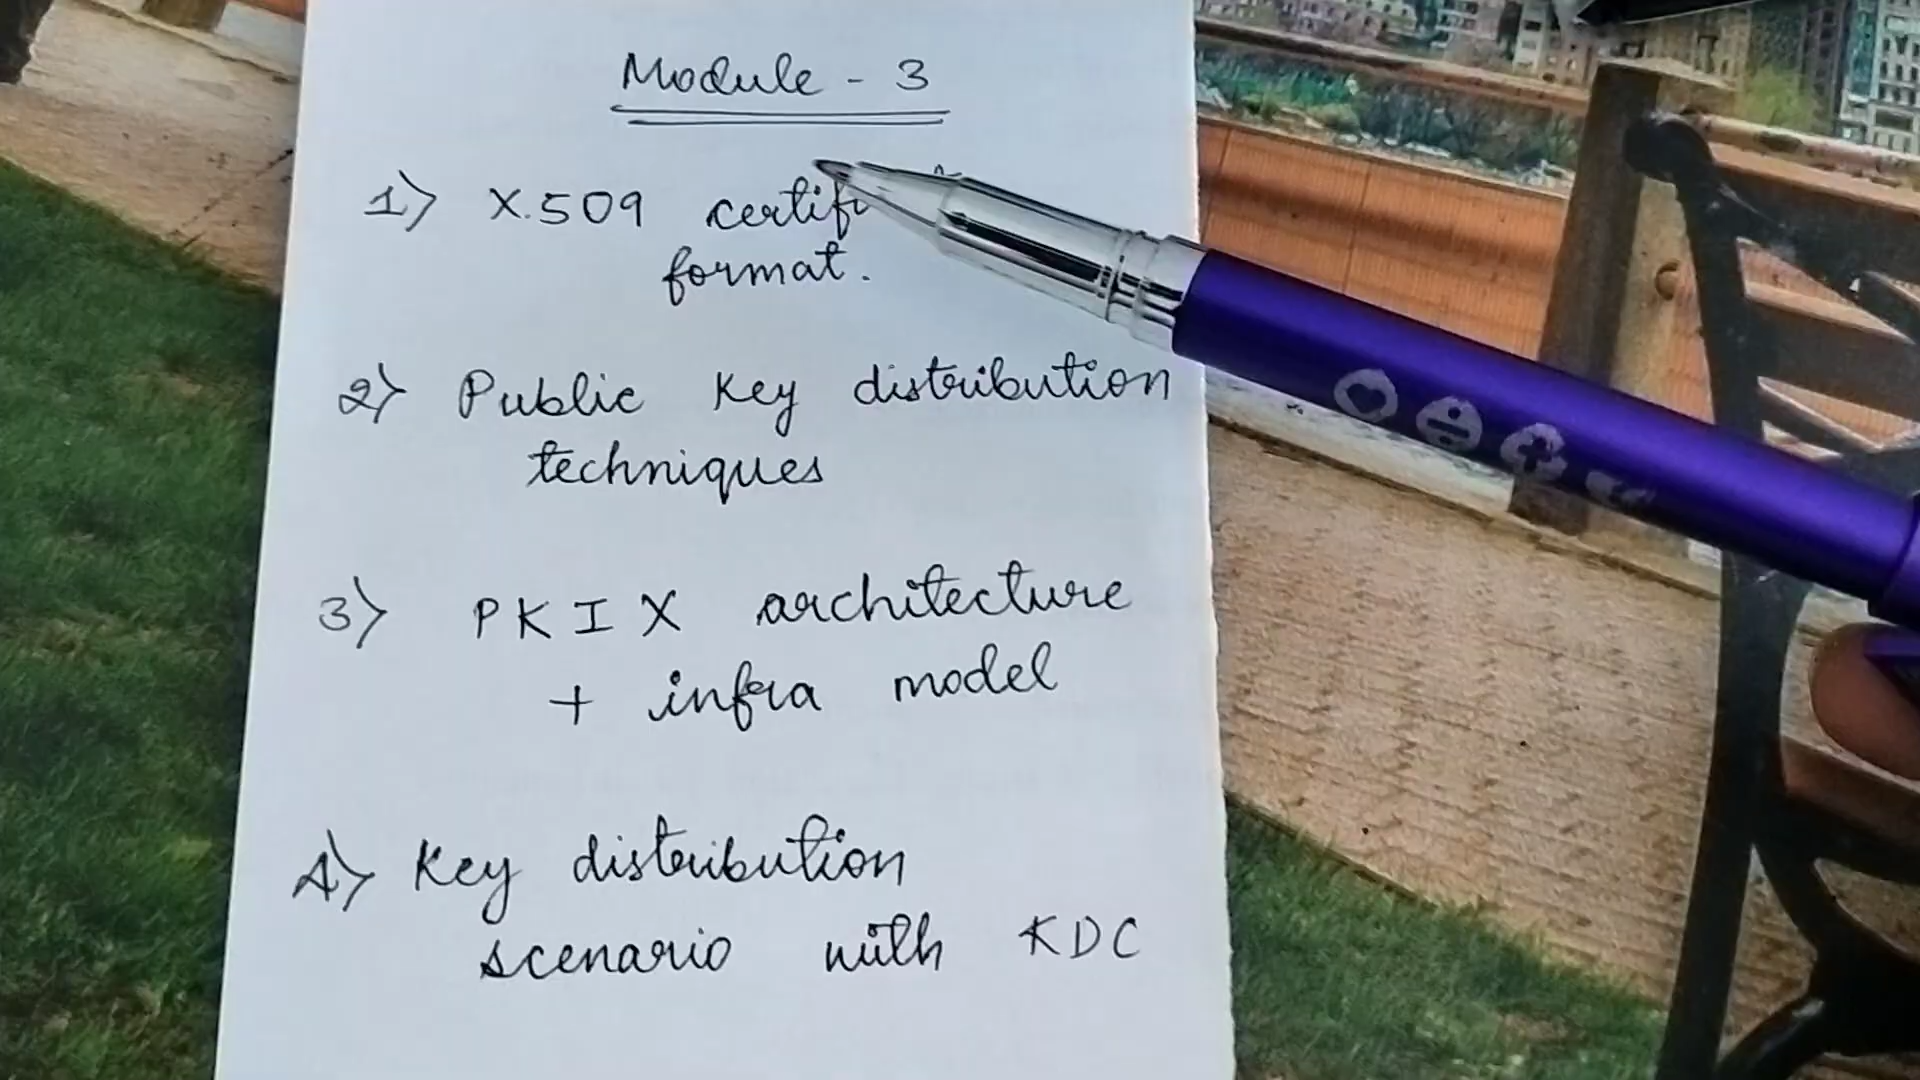 Module - 3
1) X.509 certifi
format.
2) Public Key distribution
techniques
3) PKIX architecture
+ infra model
4) Key distribution
scenario with KDC